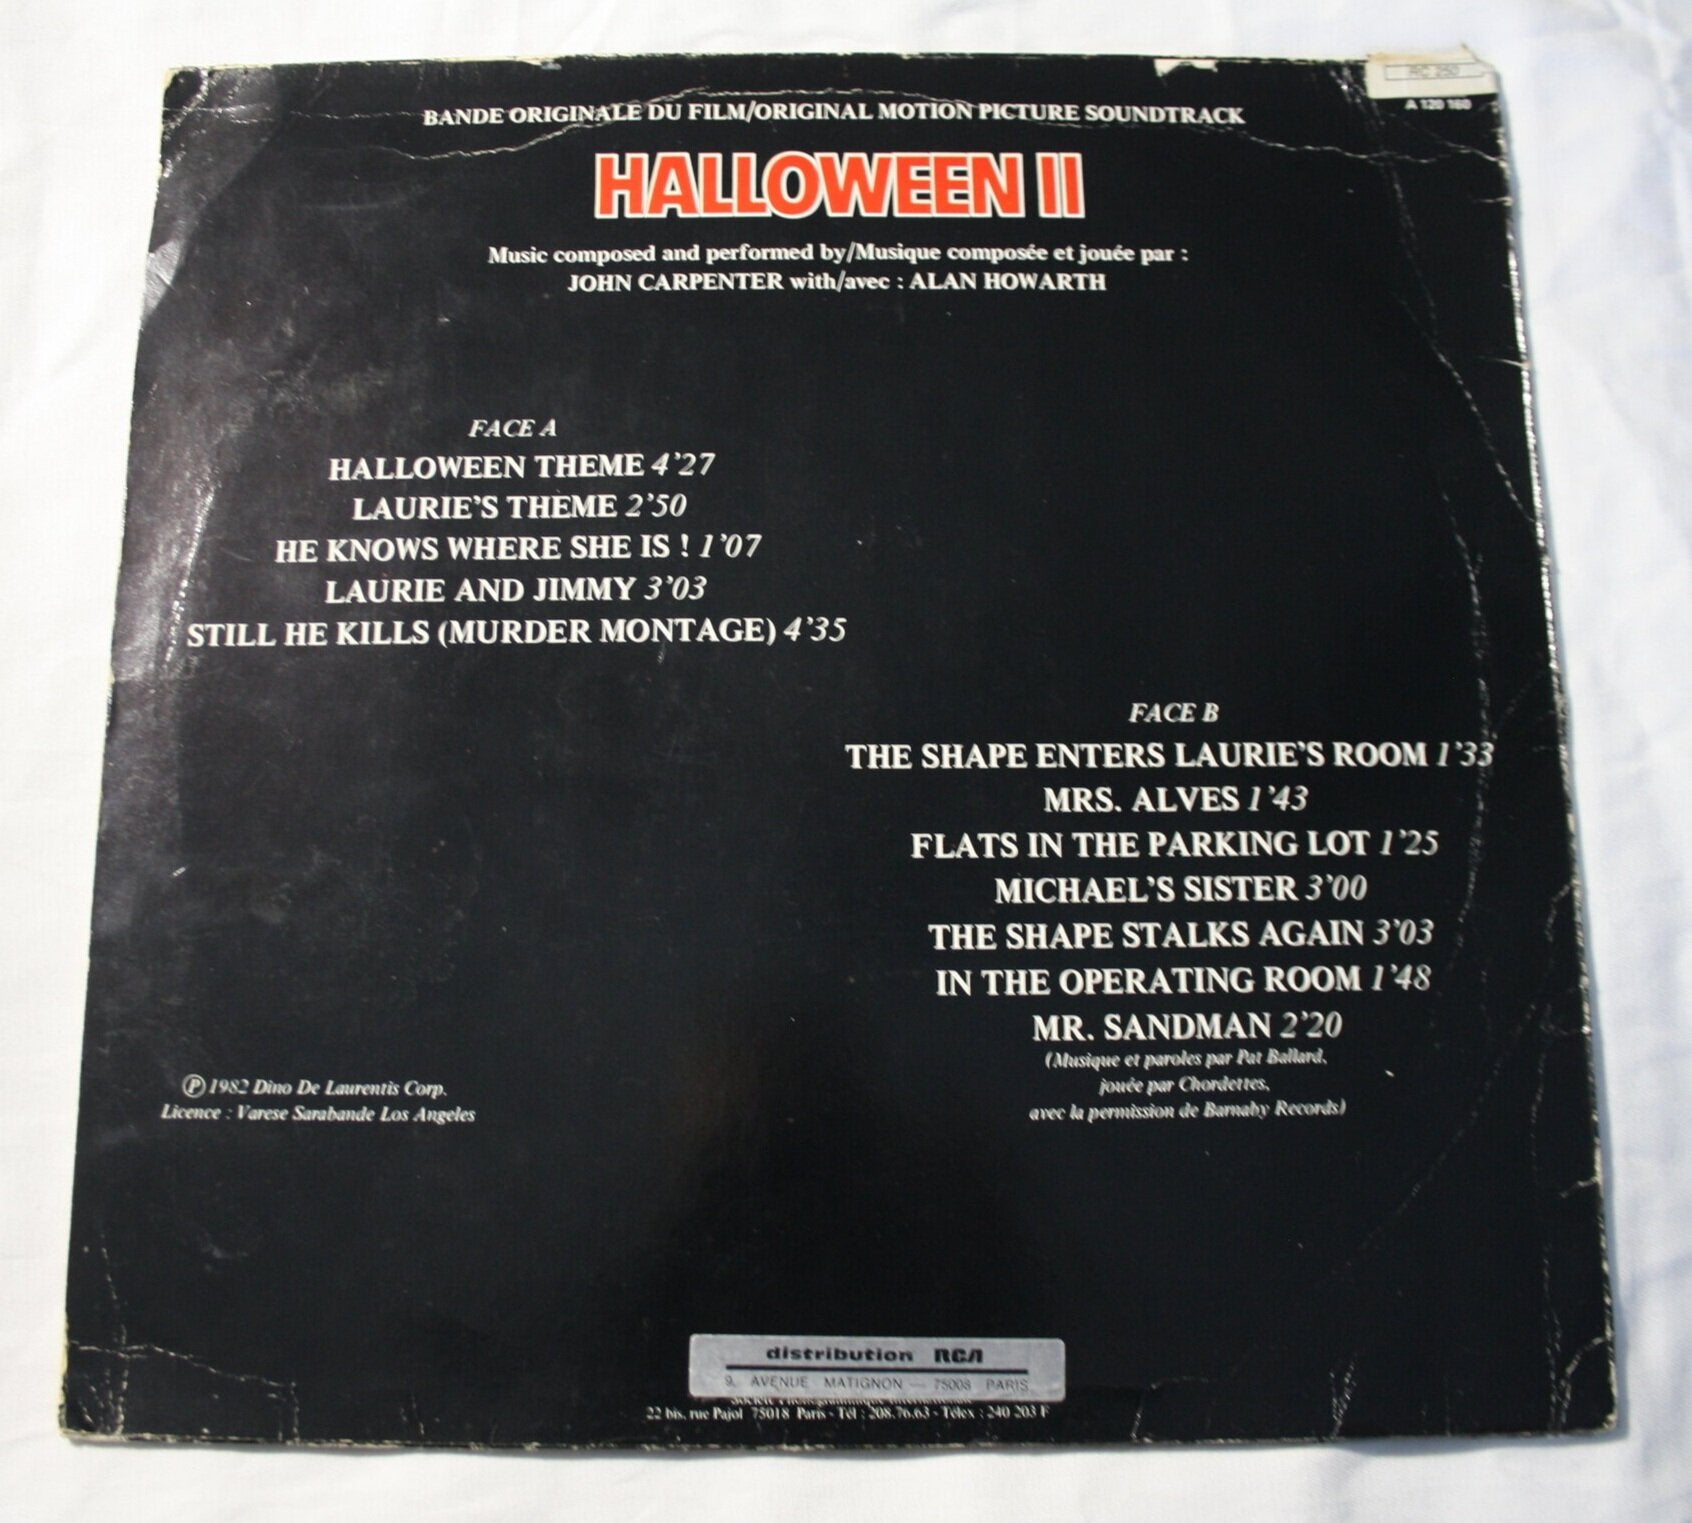 RC 250
A 120 160
BANDE ORIGINALE DU FILM/ORIGINAL MOTION PICTURE SOUNDTRACK
HALLOWEEN II
Music composed and performed by/Musique composée et jouée par :
JOHN CARPENTER with/avec : ALAN HOWARTH
FACE A
HALLOWEEN THEME 4'27
LAURIE'S THEME 2'50
HE KNOWS WHERE SHE IS ! 1'07
LAURIE AND JIMMY 3'03
STILL HE KILLS (MURDER MONTAGE) 4'35
FACE B
THE SHAPE ENTERS LAURIE'S ROOM 1'33
MRS. ALVES 1'43
FLATS IN THE PARKING LOT 1'25
MICHAEL'S SISTER 3'00
THE SHAPE STALKS AGAIN 3'03
IN THE OPERATING ROOM 1'48
MR. SANDMAN 2'20
(Musique et paroles par Pat Ballard,
jouée par Chordettes,
avec la permission de Barnaby Records)
Ⓟ 1982 Dino De Laurentis Corp.
Licence : Varese Sarabande Los Angeles
distribution RCA
9, AVENUE MATIGNON — 75008 PARIS
22 bis, rue Pajol 75018 Paris - Tél : 208.76.63 - Télex : 240 203 F